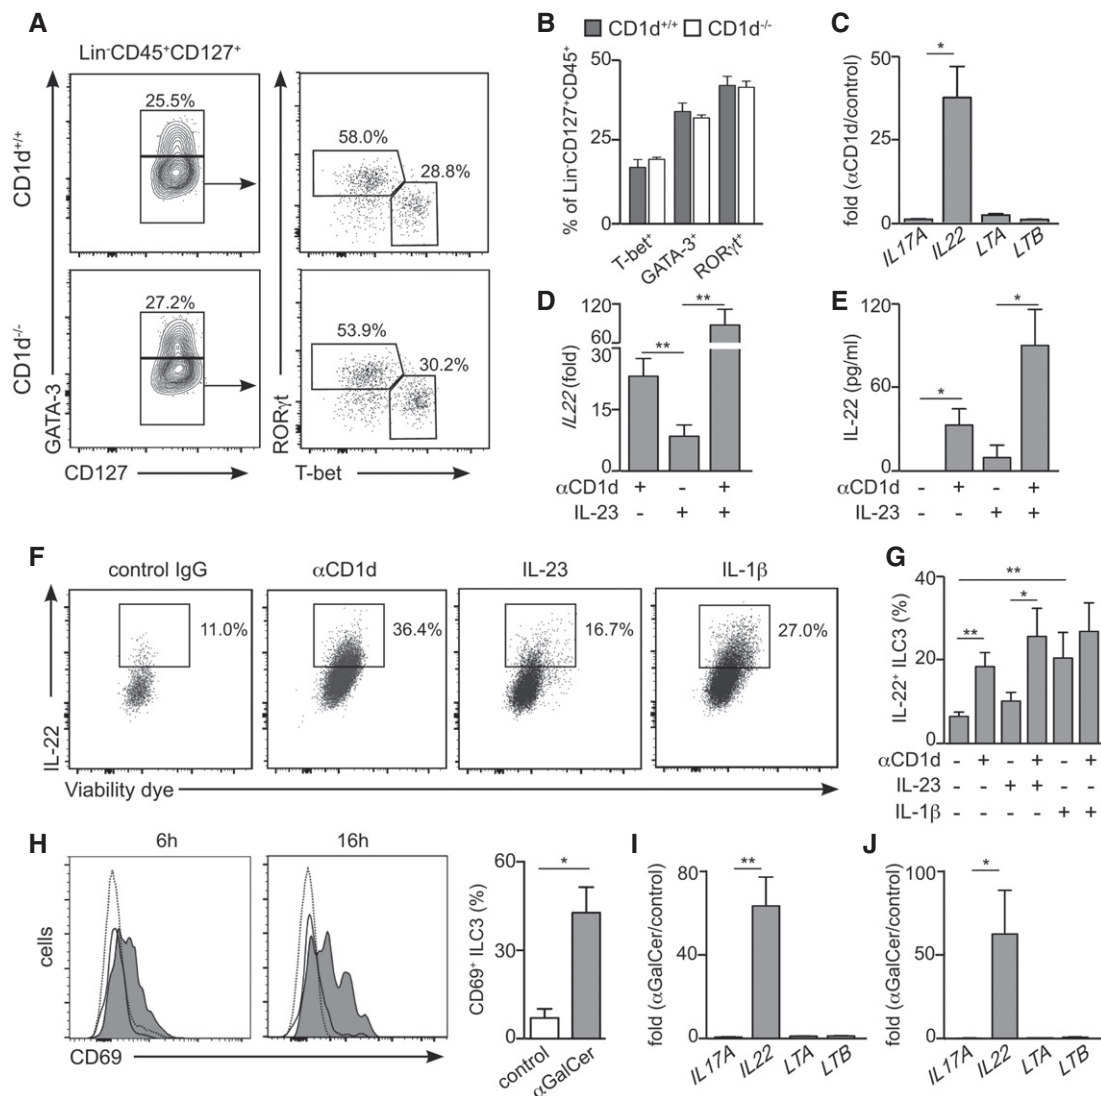 A
Lin⁻CD45⁺CD127⁺
CD1d⁺/⁺
25.5%
58.0%
28.8%
CD1d⁻/⁻
27.2%
53.9%
30.2%
GATA-3
RORγt
CD127
T-bet
B
CD1d⁺/⁺ CD1d⁻/⁻
% of Lin⁻CD127⁺CD45⁺
50
25
0
T-bet⁺ GATA-3⁺ RORγt⁺
C
fold (αCD1d/control)
50
25
0
*
IL17A IL22 LTA LTB
D
IL22 (fold)
120
60
30
15
0
** **
αCD1d + - +
IL-23 - + +
E
IL-22 (pg/ml)
120
60
0
* *
αCD1d - + - +
IL-23 - - + +
F
control IgG αCD1d IL-23 IL-1β
11.0% 36.4% 16.7% 27.0%
IL-22
Viability dye
G
IL-22⁺ ILC3 (%)
40
20
0
**
** *
αCD1d - + - + - +
IL-23 - - + + - -
IL-1β - - - - + +
H
6h 16h
cells
CD69
CD69⁺ ILC3 (%)
60
30
0
*
control αGalCer
I
fold (αGalCer/control)
80
40
0
**
IL17A IL22 LTA LTB
J
fold (αGalCer/control)
100
50
0
*
IL17A IL22 LTA LTB